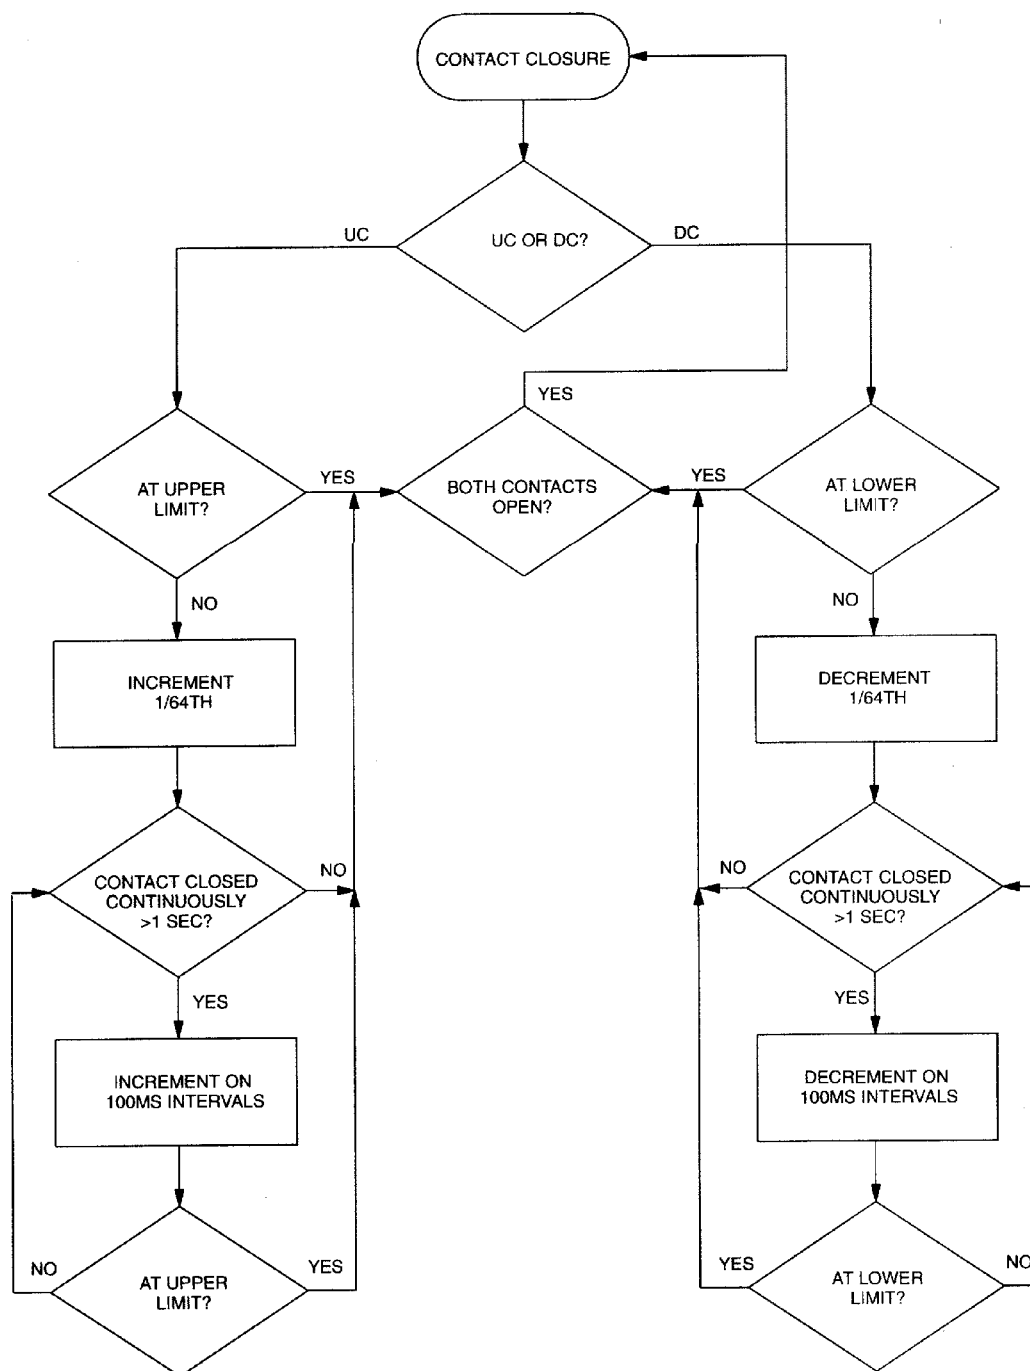 CONTACT CLOSURE
UC
UC OR DC?
DC
YES
AT UPPER
LIMIT?
YES
BOTH CONTACTS
OPEN?
YES
AT LOWER
LIMIT?
NO
NO
INCREMENT
1/64TH
DECREMENT
1/64TH
CONTACT CLOSED
CONTINUOUSLY
>1 SEC?
NO
NO
CONTACT CLOSED
CONTINUOUSLY
>1 SEC?
YES
YES
INCREMENT ON
100MS INTERVALS
DECREMENT ON
100MS INTERVALS
NO
AT UPPER
LIMIT?
YES
YES
AT LOWER
LIMIT?
NO